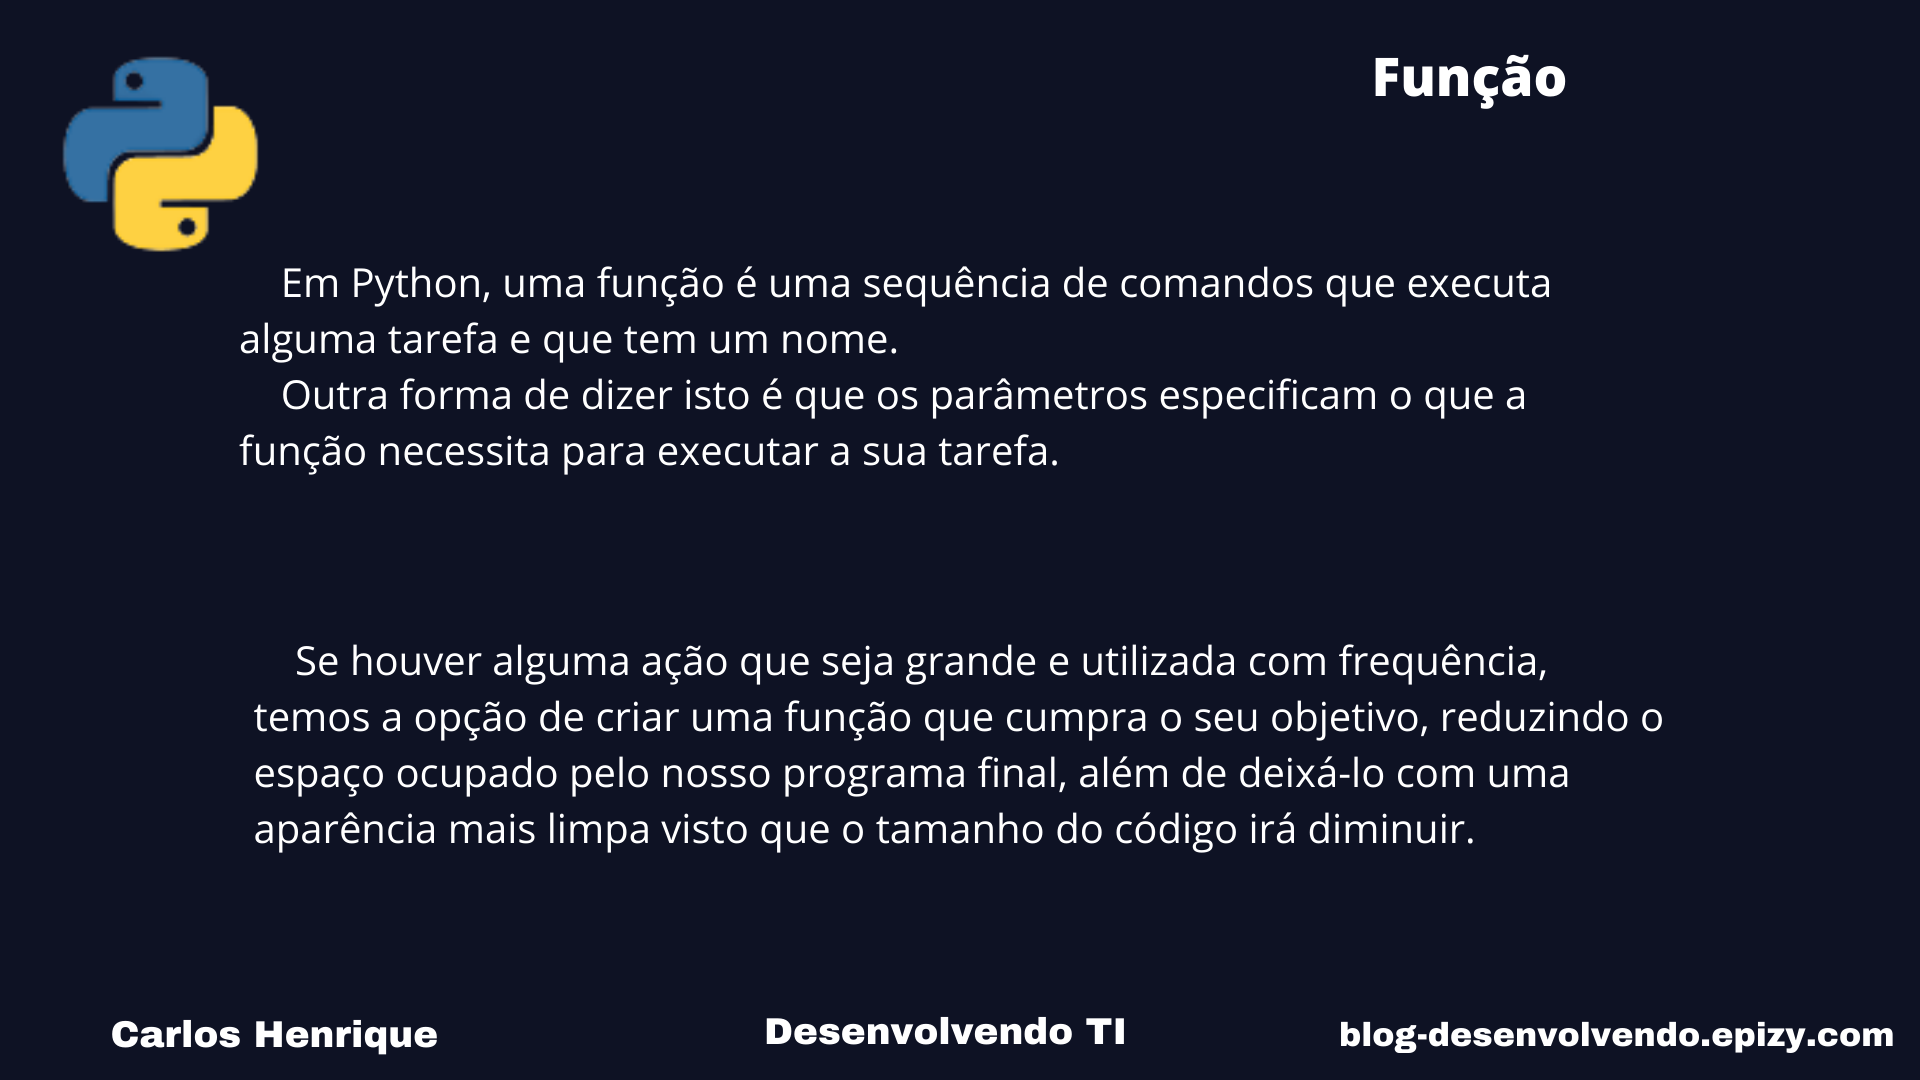 Função
Em Python, uma função é uma sequência de comandos que executa
alguma tarefa e que tem um nome.
Outra forma de dizer isto é que os parâmetros especificam o que a
função necessita para executar a sua tarefa.
Se houver alguma ação que seja grande e utilizada com frequência,
temos a opção de criar uma função que cumpra o seu objetivo, reduzindo o
espaço ocupado pelo nosso programa final, além de deixá-lo com uma
aparência mais limpa visto que o tamanho do código irá diminuir.
Carlos Henrique
Desenvolvendo TI
blog-desenvolvendo.epizy.com